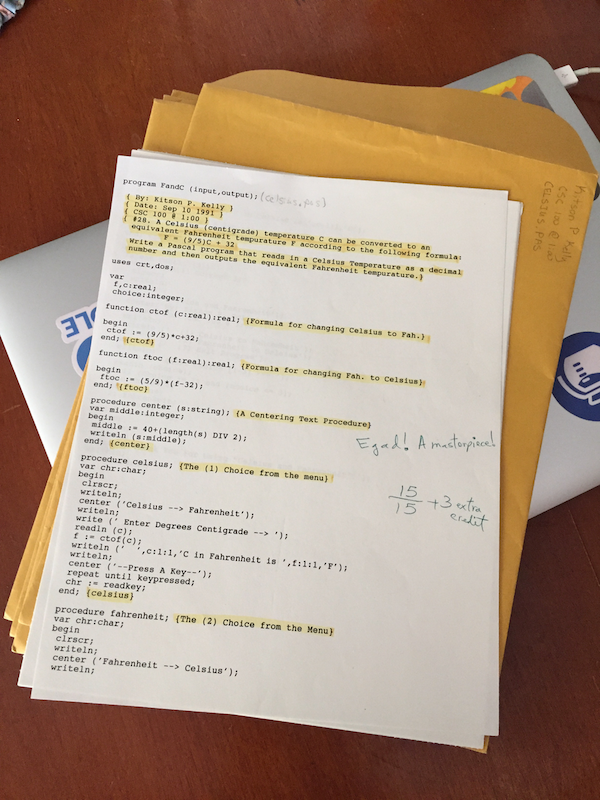 program FandC (input,output); (celsius.pas)
{ By: Kitson P. Kelly }
{ Date: Sep 10 1991 }
{ CSC 100 @ 1:00 }
{ #28. A Celsius (centigrade) temperature C can be converted to an
equivalent Fahrenheit tempurature F according to the following formula:
F = (9/5)C + 32
Write a Pascal program that reads in a Celsius Temperature as a decimal
number and then outputs the equivalent Fahrenheit tempurature.}
uses crt,dos;
var
f,c:real;
choice:integer;
function ctof (c:real):real; {Formula for changing Celsius to Fah.}
begin
ctof := (9/5)*c+32;
end; {ctof}
function ftoc (f:real):real; {Formula for changing Fah. to Celsius}
begin
ftoc := (5/9)*(f-32);
end; {ftoc}
procedure center (s:string); {A Centering Text Procedure}
var middle:integer;
begin
middle := 40+(length(s) DIV 2);
writeln (s:middle);
end; {center}
procedure celsius; {The (1) Choice from the menu}
var chr:char;
begin
clrscr;
writeln;
center ('Celsius --> Fahrenheit');
writeln;
write (' Enter Degrees Centigrade --> ');
readln (c);
f := ctof(c);
writeln (' ',c:1:1,'C in Fahrenheit is ',f:1:1,'F');
writeln;
center ('--Press A Key--');
repeat until keypressed;
chr := readkey;
end; {celsius}
procedure fahrenheit; {The (2) Choice from the Menu}
var chr:char;
begin
clrscr;
writeln;
center ('Fahrenheit --> Celsius');
writeln;
Egad! A masterpiece!
15/15 +3 extra
credit
Kitson P Kelly
CSC 100 @ 1:00
CELSIUS.PAS